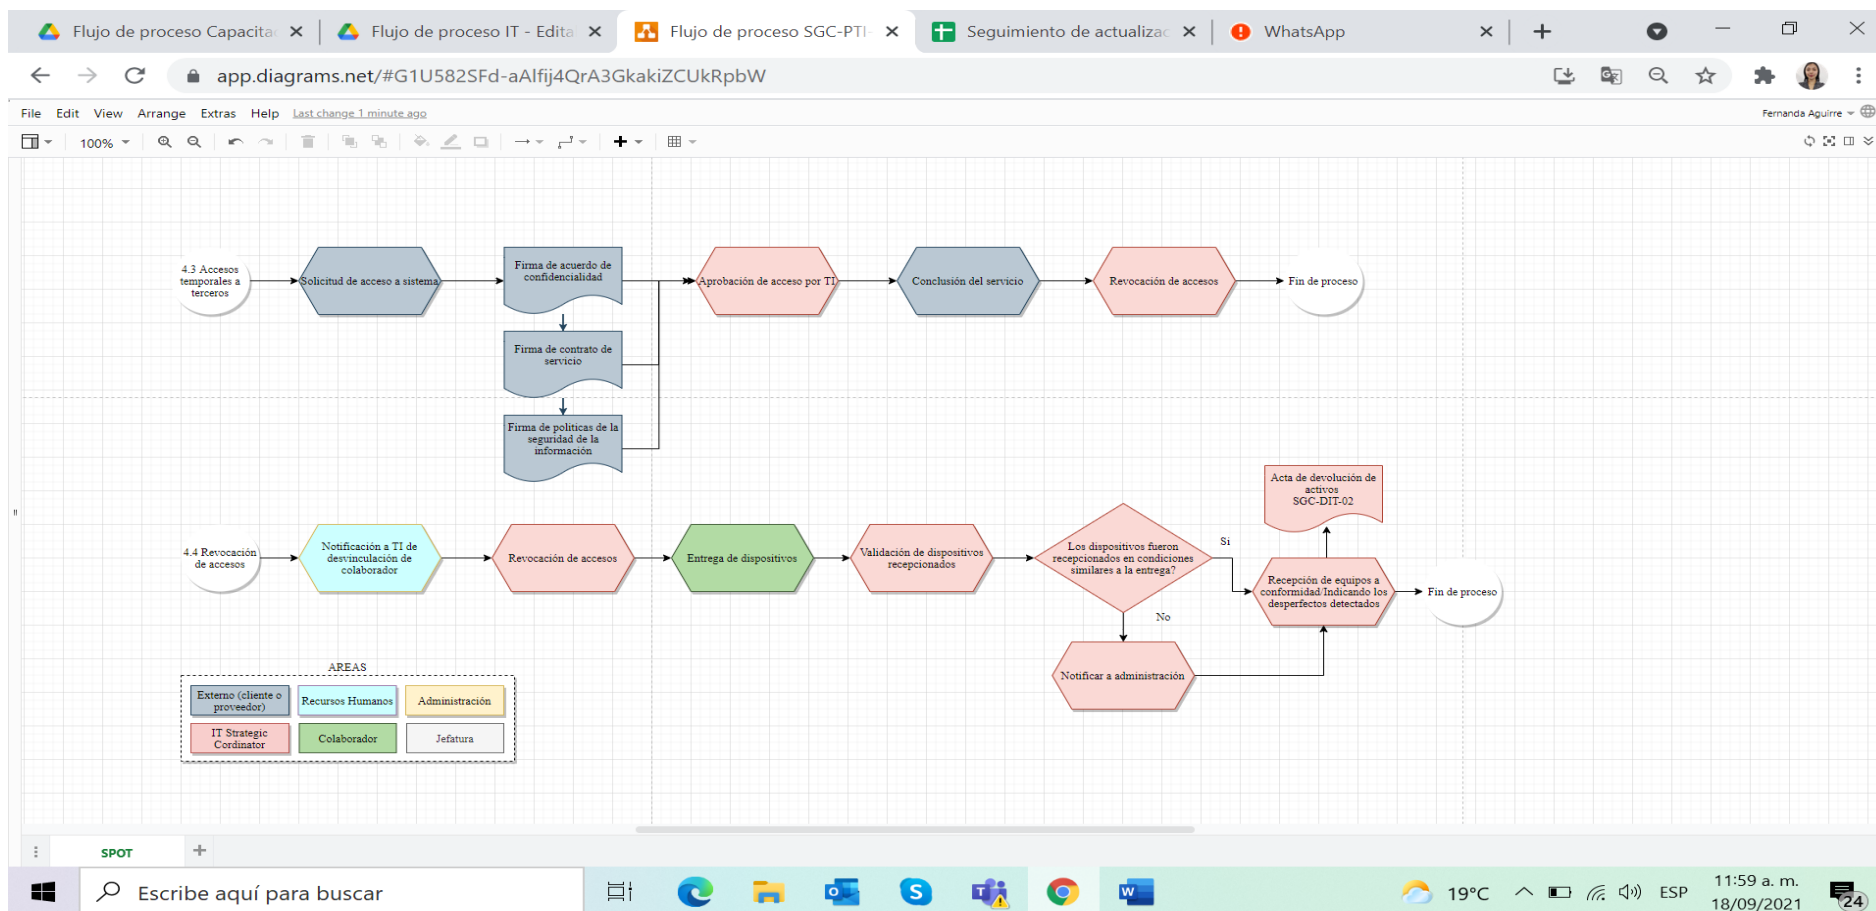 Flujo de proceso Capacita
Flujo de proceso IT - Edita
Flujo de proceso SGC-PTI-
Seguimiento de actualizac
WhatsApp
app.diagrams.net/#G1U582SFd-aAlfij4QrA3GkakiZCUkRpbW
File Edit View Arrange Extras Help Last change 1 minute ago
Fernanda Aguirre
100%
4.3 Accesos
temporales a
terceros
Solicitud de acceso a sistema
Firma de acuerdo de
confidencialidad
Aprobación de acceso por TI
Conclusión del servicio
Revocación de accesos
Fin de proceso
Firma de contrato de
servicio
Firma de politicas de la
seguridad de la
información
Acta de devolución de
activos
SGC-DIT-02
4.4 Revocación
de accesos
Notificación a TI de
desvinculación de
colaborador
Revocación de accesos
Entrega de dispositivos
Validación de dispositivos
recepcionados
Los dispositivos fueron
recepcionados en condiciones
similares a la entrega?
Si
No
Recepción de equipos a
conformidad/Indicando los
desperfectos detectados
Fin de proceso
Notificar a administración
AREAS
Externo (cliente o
proveedor)
Recursos Humanos
Administración
IT Strategic
Cordinator
Colaborador
Jefatura
SPOT
Escribe aquí para buscar
19°C
ESP
11:59 a. m.
18/09/2021
24